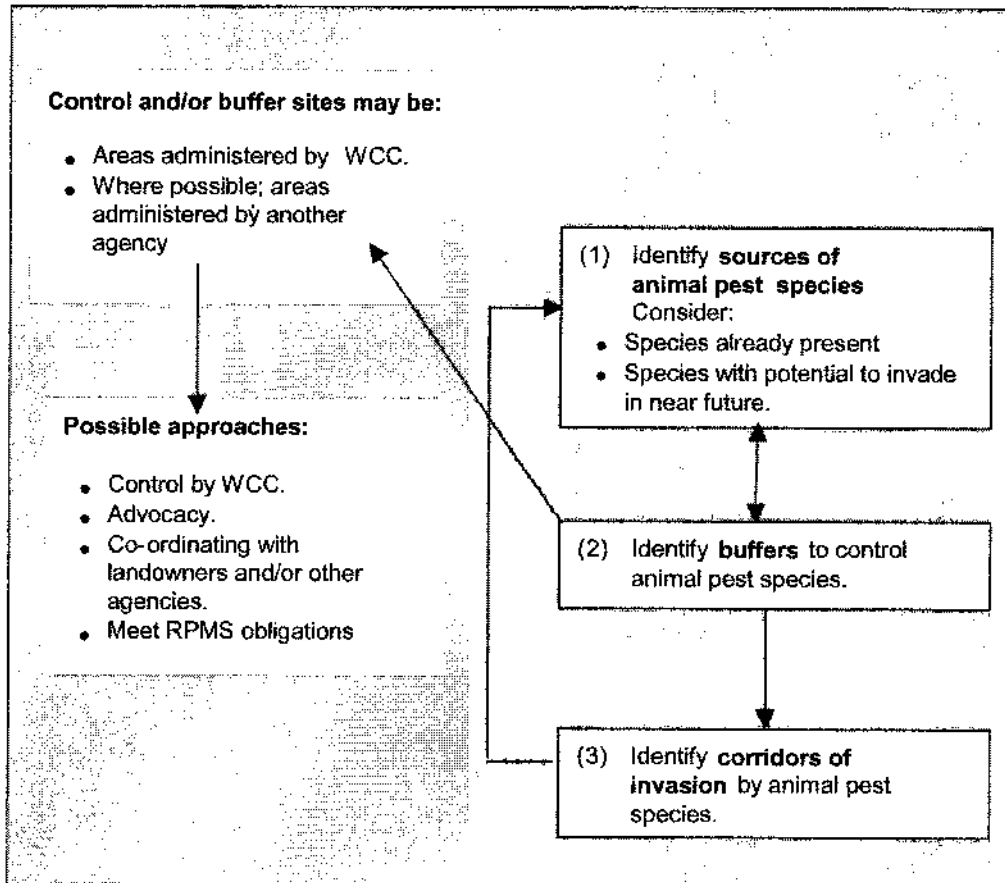 Control and/or buffer sites may be:
• Areas administered by WCC.
• Where possible; areas
administered by another
agency
Possible approaches:
• Control by WCC.
• Advocacy.
• Co-ordinating with
landowners and/or other
agencies.
• Meet RPMS obligations
(1) Identify sources of
animal pest species
Consider:
• Species already present
• Species with potential to invade
in near future.
(2) Identify buffers to control
animal pest species.
(3) Identify corridors of
invasion by animal pest
species.